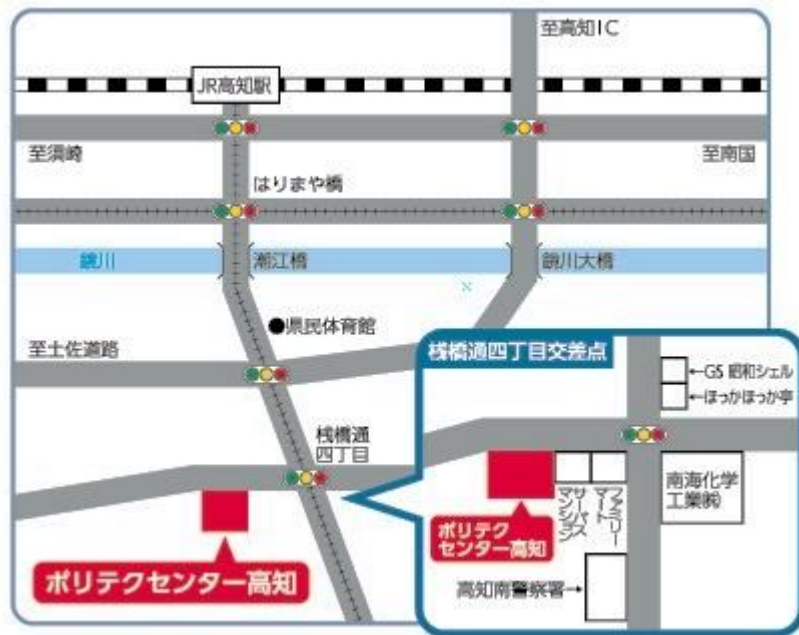 至高知IC
JR高知駅
至須崎
至南国
はりまや橋
鏡川
潮江橋
鏡川大橋
●県民体育館
至土佐道路
桟橋通
四丁目
ポリテクセンター高知
桟橋通四丁目交差点
←GS 昭和シェル
←ほっかほっか亭
ポリテク
センター高知
サーパス
マンション
ファミリー
マート
南海化学
工業㈱
高知南警察署→